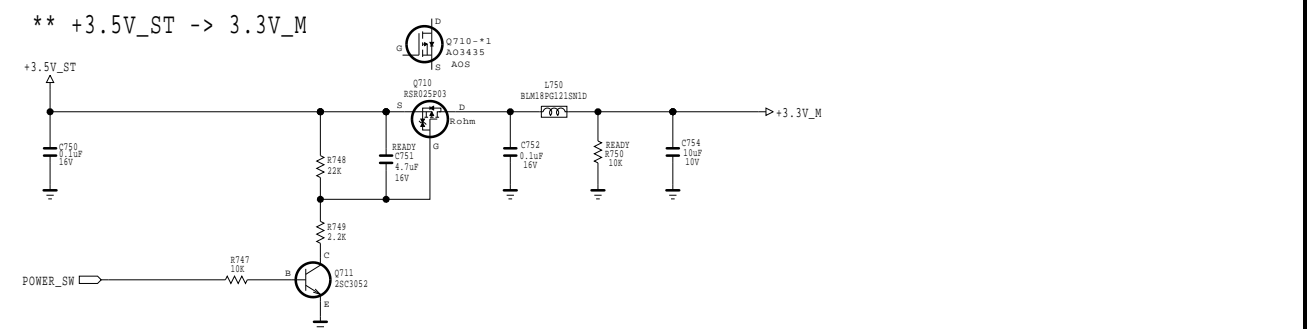 ** +3.5V_ST -> 3.3V_M
D
G
Q710-*1
AO3435
AOS
S
+3.5V_ST
Q710
RSR025P03
S
D
Rohm
G
L750
BLM18PG121SN1D
+3.3V_M
C750
0.1uF
16V
R748
22K
READY
C751
4.7uF
16V
C752
0.1uF
16V
READY
R750
10K
C754
10uF
10V
R749
2.2K
R747
10K
POWER_SW
B
C
Q711
2SC3052
E